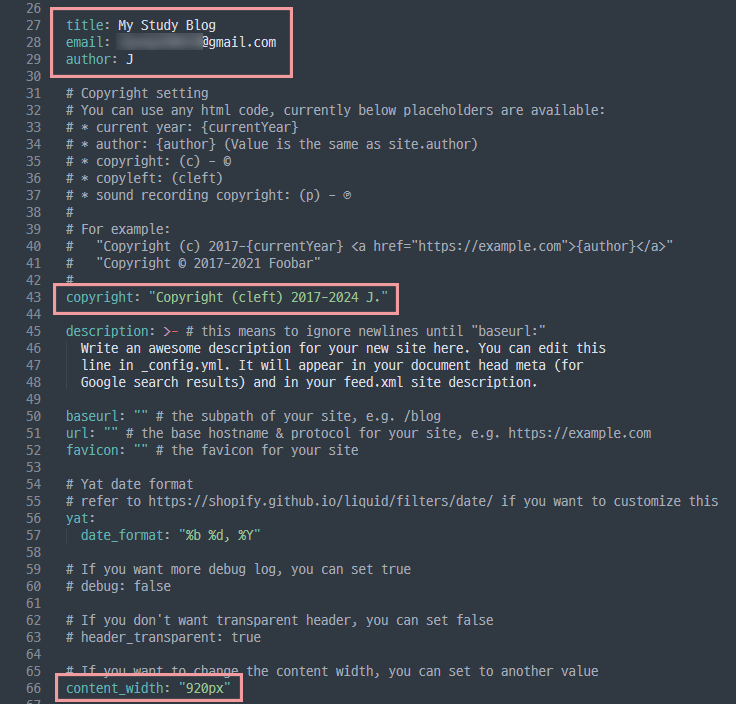 26
27 title: My Study Blog
28 email: @gmail.com
29 author: J
30
31 # Copyright setting
32 # You can use any html code, currently below placeholders are available:
33 # * current year: {currentYear}
34 # * author: {author} (Value is the same as site.author)
35 # * copyright: (c) - ©
36 # * copyleft: (cleft)
37 # * sound recording copyright: (p) - ℗
38 #
39 # For example:
40 #   "Copyright (c) 2017-{currentYear} <a href="https://example.com">{author}</a>"
41 #   "Copyright © 2017-2021 Foobar"
42 #
43 copyright: "Copyright (cleft) 2017-2024 J."
44
45 description: >- # this means to ignore newlines until "baseurl:"
46   Write an awesome description for your new site here. You can edit this
47   line in _config.yml. It will appear in your document head meta (for
48   Google search results) and in your feed.xml site description.
49
50 baseurl: "" # the subpath of your site, e.g. /blog
51 url: "" # the base hostname & protocol for your site, e.g. https://example.com
52 favicon: "" # the favicon for your site
53
54 # Yat date format
55 # refer to https://shopify.github.io/liquid/filters/date/ if you want to customize this
56 yat:
57   date_format: "%b %d, %Y"
58
59 # If you want more debug log, you can set true
60 # debug: false
61
62 # If you don't want transparent header, you can set false
63 # header_transparent: true
64
65 # If you want to change the content width, you can set to another value
66 content_width: "920px"